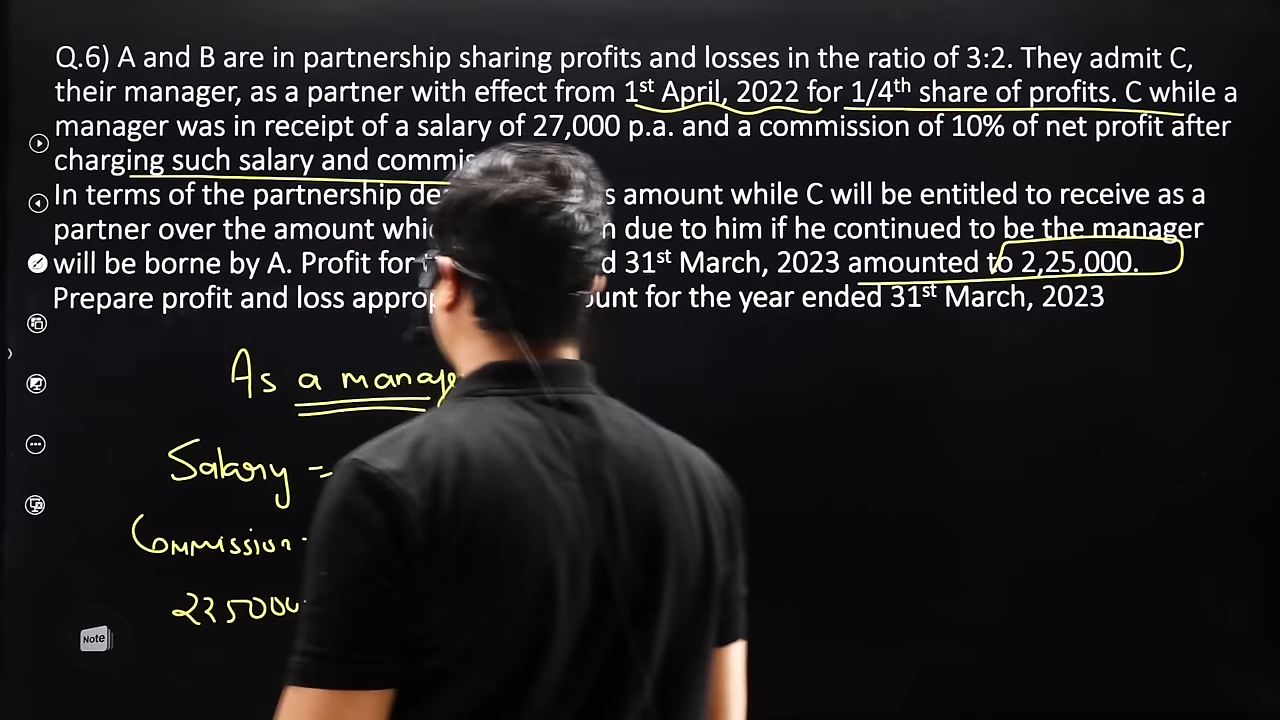 Q.6) A and B are in partnership sharing profits and losses in the ratio of 3:2. They admit C,
their manager, as a partner with effect from 1st April, 2022 for 1/4th share of profits. C while a
manager was in receipt of a salary of 27,000 p.a. and a commission of 10% of net profit after
charging such salary and commis
In terms of the partnership de s amount while C will be entitled to receive as a
partner over the amount whic n due to him if he continued to be the manager
will be borne by A. Profit for d 31st March, 2023 amounted to 2,25,000.
Prepare profit and loss approp unt for the year ended 31st March, 2023
As a manage
Salary =
Commission
225000
Note